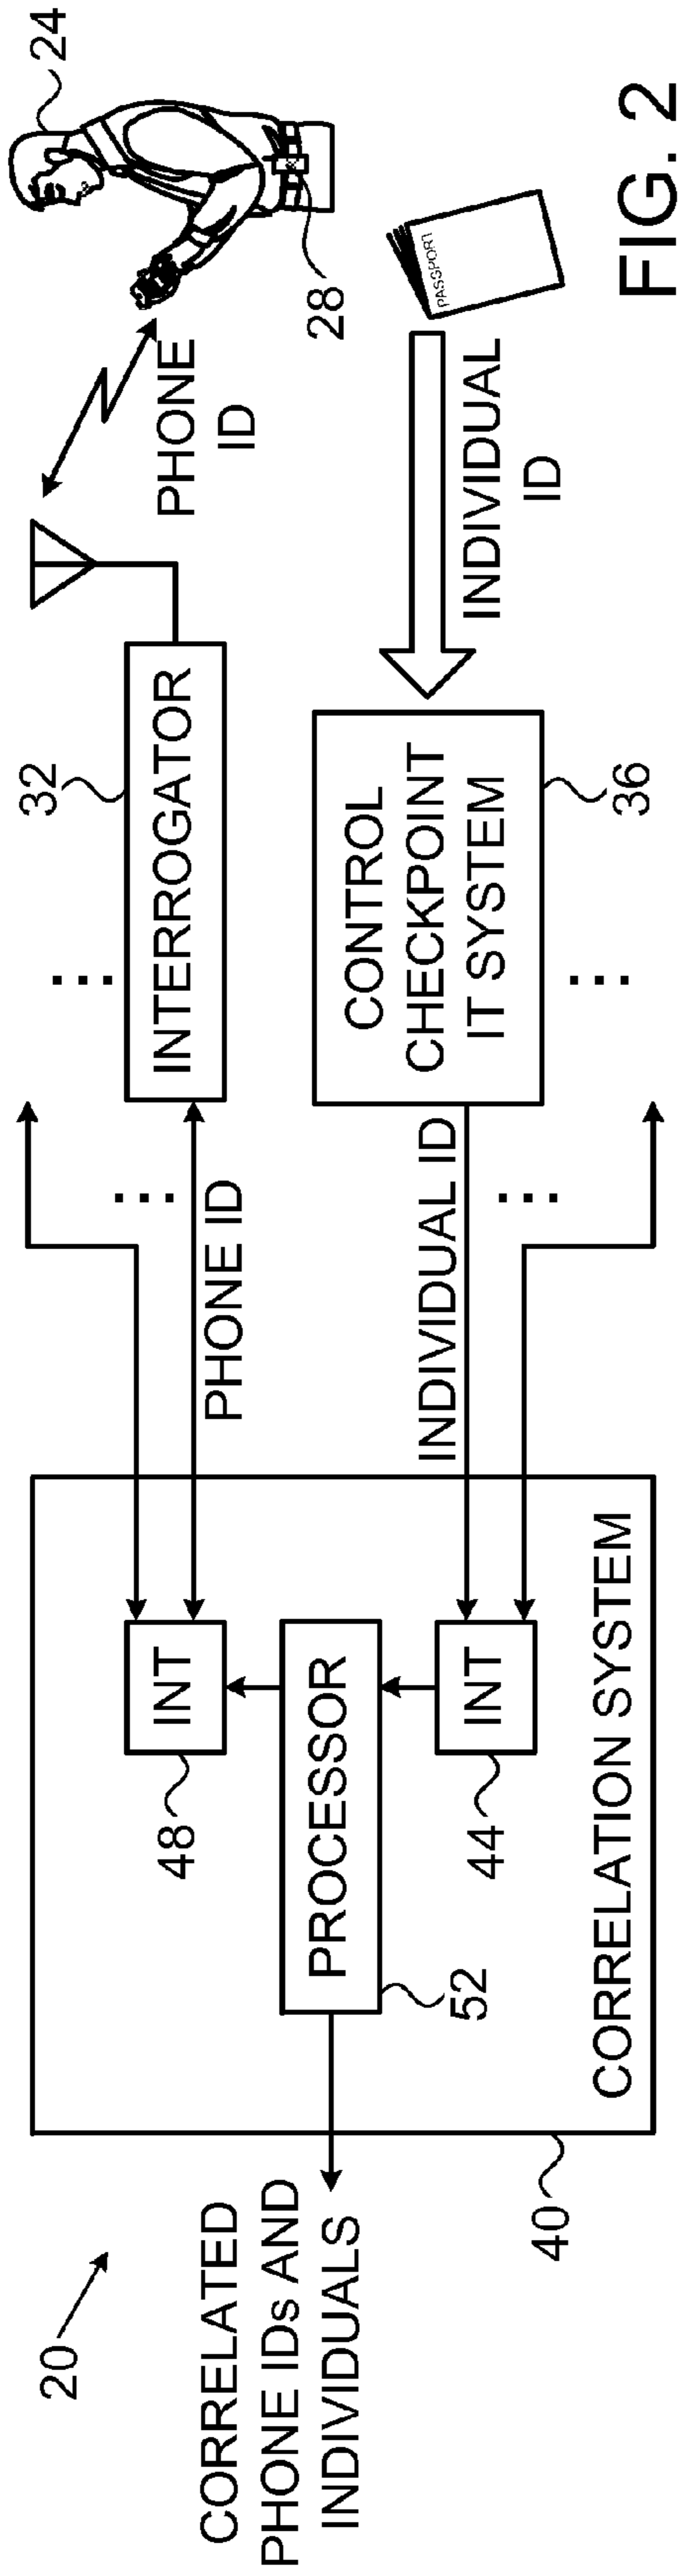 20
CORRELATED
PHONE IDs AND
INDIVIDUALS
40
CORRELATION SYSTEM
48
INT
PROCESSOR
52
INT
44
PHONE ID
INDIVIDUAL ID
...
...
...
...
32
INTERROGATOR
CONTROL
CHECKPOINT
IT SYSTEM
36
PHONE
ID
INDIVIDUAL
ID
24
28
PASSPORT
FIG. 2